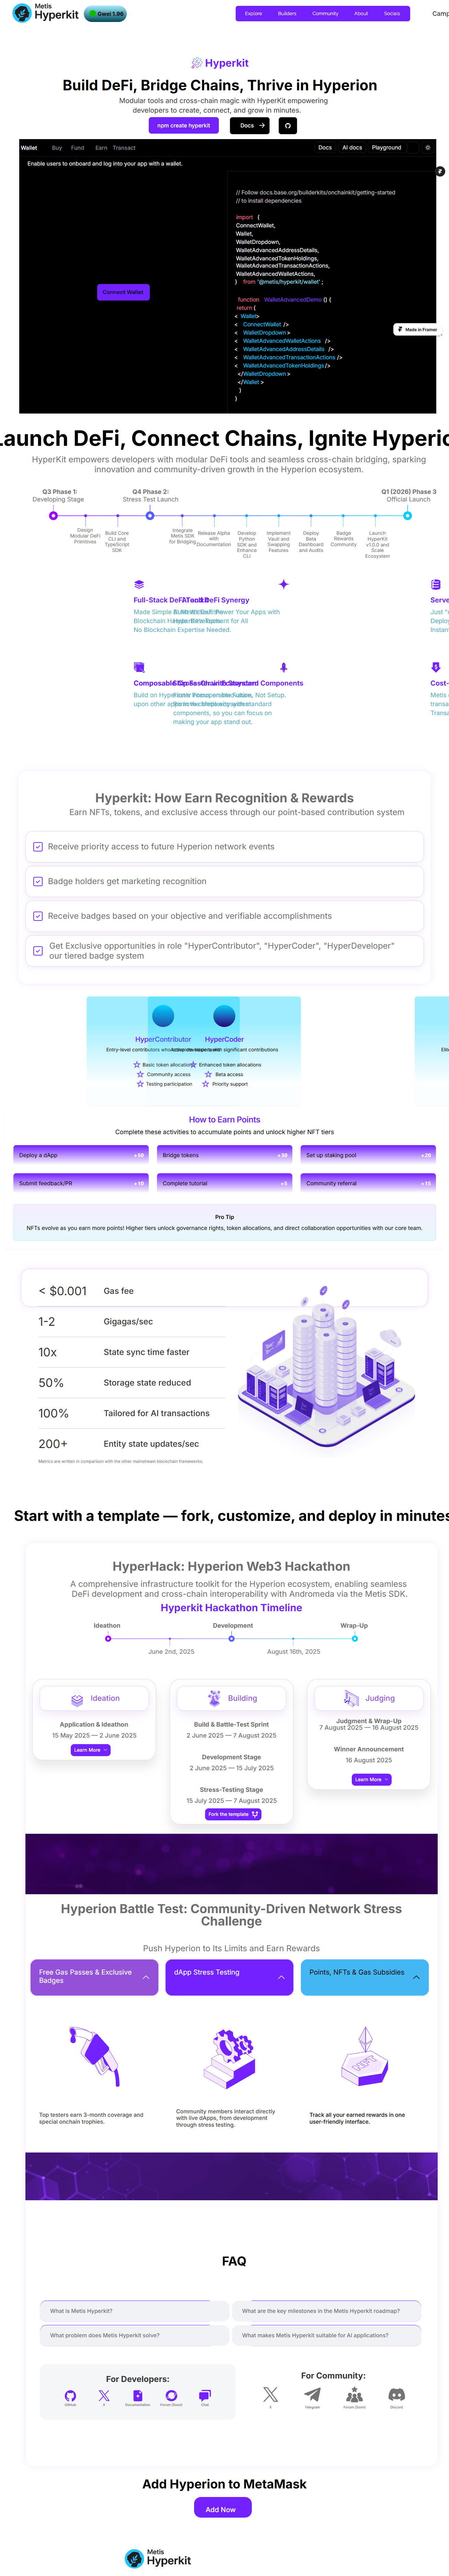 Metis
Hyperkit
Gwei 1.96
Explore
Builders
Community
About
Socials
Camp
Hyperkit
Build DeFi, Bridge Chains, Thrive in Hyperion
Modular tools and cross-chain magic with HyperKit empowering
developers to create, connect, and grow in minutes.
npm create hyperkit
Docs
Wallet
Buy
Fund
Earn
Transact
Docs
AI docs
Playground
Enable users to onboard and log into your app with a wallet.
// Follow docs.base.org/builderkits/onchainkit/getting-started
// to install dependencies
import {
ConnectWallet,
Wallet,
WalletDropdown,
WalletAdvancedAddressDetails,
WalletAdvancedTokenHoldings,
WalletAdvancedTransactionActions,
WalletAdvancedWalletActions,
} from '@metis/hyperkit/wallet' ;
function WalletAdvancedDemo () {
return (
< Wallet>
< ConnectWallet />
< WalletDropdown >
< WalletAdvancedWalletActions />
< WalletAdvancedAddressDetails />
< WalletAdvancedTransactionActions />
< WalletAdvancedTokenHoldings />
</WalletDropdown >
</Wallet >
)
}
Connect Wallet
Made in Framer
Launch DeFi, Connect Chains, Ignite Hyperio
HyperKit empowers developers with modular DeFi tools and seamless cross-chain bridging, sparking
innovation and community-driven growth in the Hyperion ecosystem.
Q3 Phase 1:
Developing Stage
Q4 Phase 2:
Stress Test Launch
Q1 (2026) Phase 3
Official Launch
Design
Modular DeFi
Primitives
Build Core
CLI and
TypeScript
SDK
Integrate
Metis SDK
for Bridging
Release Alpha
with
Documentation
Develop
Python
SDK and
Enhance
CLI
Implement
Vault and
Swapping
Features
Deploy
Beta
Dashboard
and Audits
Badge
Rewards
Community
Launch
HyperKit
v1.0.0 and
Scale
Ecosystem
Full-Stack DeFi Toolkit
AI and DeFi Synergy
Serve
Made Simple
Power Your Apps with
Just "
Blockchain
Deploy
No Blockchain Expertise Needed.
Instan
Cost-
Build on
Not Setup.
Metis
upon other
standard
transa
components, so you can focus on
Transa
making your app stand out.
Hyperkit: How Earn Recognition & Rewards
Earn NFTs, tokens, and exclusive access through our point-based contribution system
Receive priority access to future Hyperion network events
Badge holders get marketing recognition
Receive badges based on your objective and verifiable accomplishments
Get Exclusive opportunities in role "HyperContributor", "HyperCoder", "HyperDeveloper"
our tiered badge system
HyperContributor
HyperCoder
Entry-level contributors
with significant contributions
Basic token allocation
Enhanced token allocations
Community access
Beta access
Testing participation
Priority support
How to Earn Points
Complete these activities to accumulate points and unlock higher NFT tiers
Deploy a dApp
+50
Bridge tokens
+30
Set up staking pool
+20
Submit feedback/PR
+10
Complete tutorial
+5
Community referral
+15
Pro Tip
NFTs evolve as you earn more points! Higher tiers unlock governance rights, token allocations, and direct collaboration opportunities with our core team.
< $0.001
Gas fee
1-2
Gigagas/sec
10x
State sync time faster
50%
Storage state reduced
100%
Tailored for AI transactions
200+
Entity state updates/sec
Metrics are written in comparison with the other mainstream blockchain frameworks.
Start with a template — fork, customize, and deploy in minutes
HyperHack: Hyperion Web3 Hackathon
A comprehensive infrastructure toolkit for the Hyperion ecosystem, enabling seamless
DeFi development and cross-chain interoperability with Andromeda via the Metis SDK.
Hyperkit Hackathon Timeline
Ideathon
Development
Wrap-Up
June 2nd, 2025
August 16th, 2025
Ideation
Application & Ideathon
15 May 2025 — 2 June 2025
Learn More
Building
Build & Battle-Test Sprint
2 June 2025 — 7 August 2025
Development Stage
2 June 2025 — 15 July 2025
Stress-Testing Stage
15 July 2025 — 7 August 2025
Fork the template
Judging
Judgment & Wrap-Up
7 August 2025 — 16 August 2025
Winner Announcement
16 August 2025
Learn More
Hyperion Battle Test: Community-Driven Network Stress
Challenge
Push Hyperion to Its Limits and Earn Rewards
Free Gas Passes & Exclusive
Badges
dApp Stress Testing
Points, NFTs & Gas Subsidies
Top testers earn 3-month coverage and
special onchain trophies.
Community members interact directly
with live dApps, from development
through stress testing.
Track all your earned rewards in one
user-friendly interface.
FAQ
What is Metis Hyperkit?
What are the key milestones in the Metis Hyperkit roadmap?
What problem does Metis Hyperkit solve?
What makes Metis Hyperkit suitable for AI applications?
For Developers:
GitHub
X
Documentation
Forum (Soon)
Chat
For Community:
X
Telegram
Forum (Soon)
Discord
Add Hyperion to MetaMask
Add Now
Metis
Hyperkit